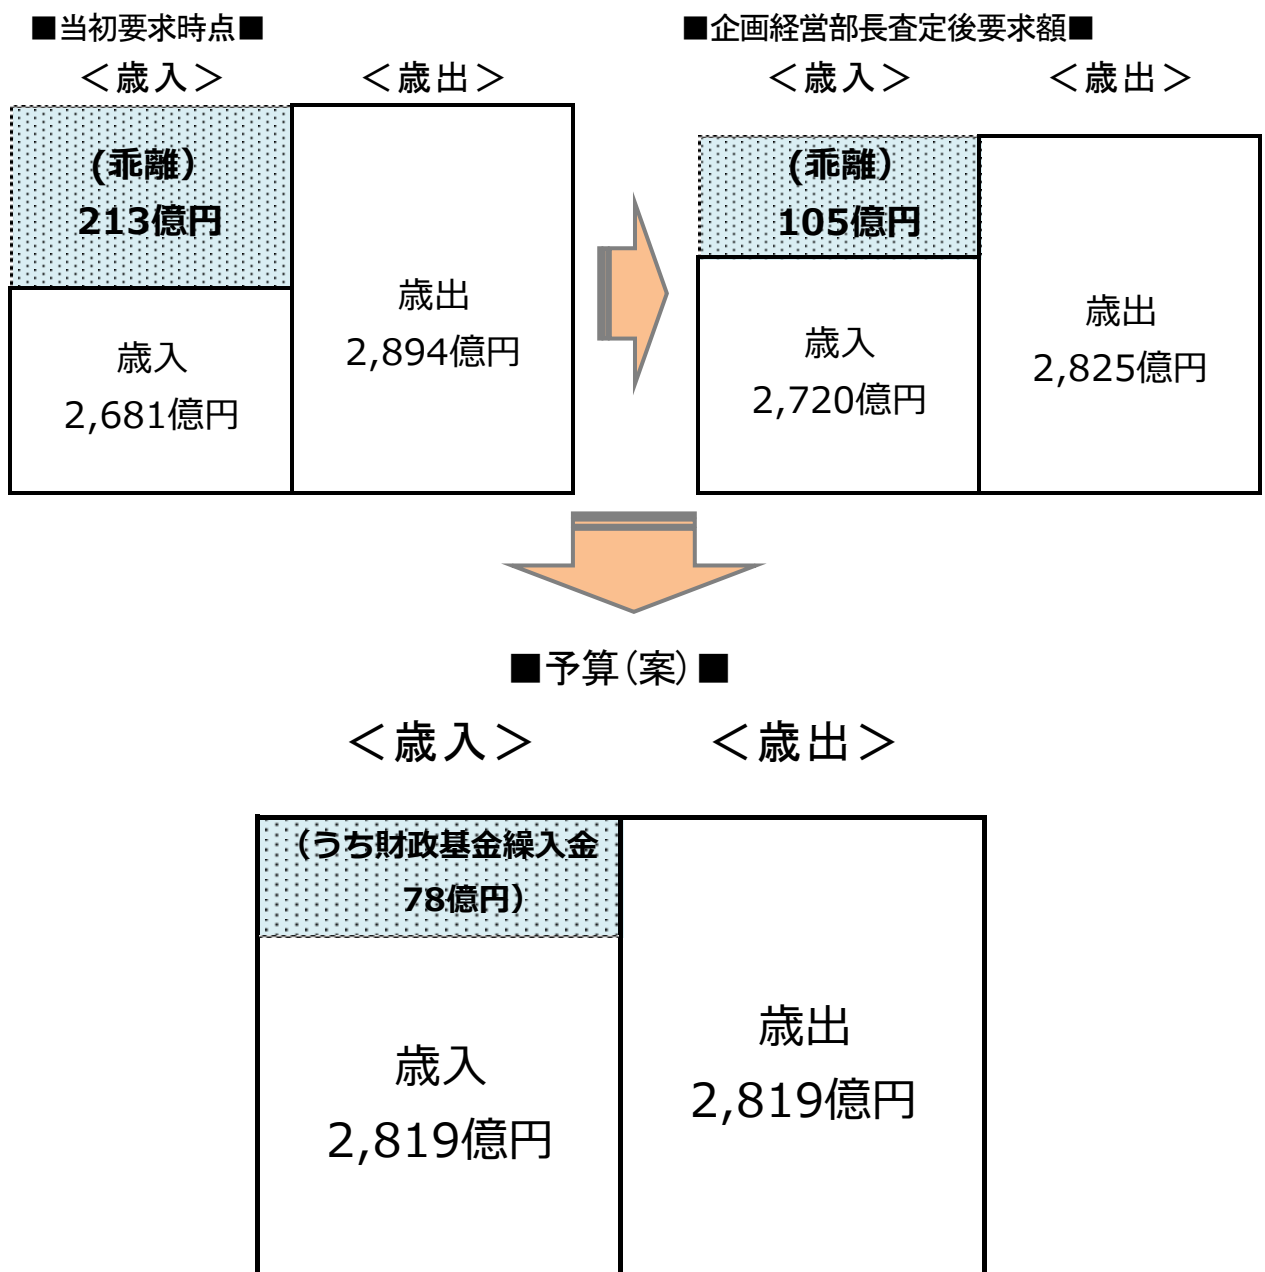 ■当初要求時点■
＜歳入＞ ＜歳出＞
(乖離）
213億円
歳入
2,681億円
歳出
2,894億円
■企画経営部長査定後要求額■
＜歳入＞ ＜歳出＞
(乖離）
105億円
歳入
2,720億円
歳出
2,825億円
■予算（案）■
＜歳入＞ ＜歳出＞
（うち財政基金繰入金
78億円）
歳入
2,819億円
歳出
2,819億円